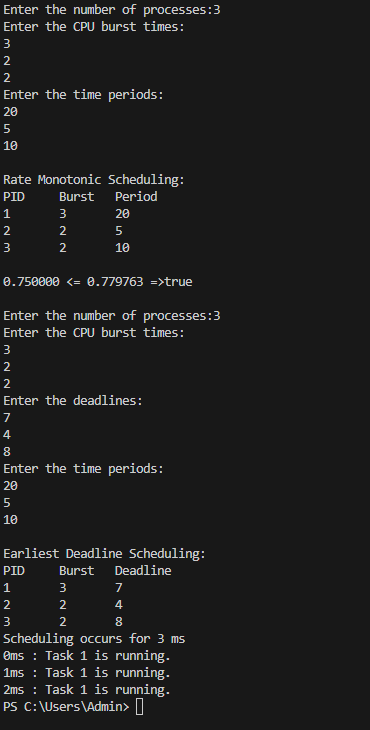 Enter the number of processes:3
Enter the CPU burst times:
3
2
2
Enter the time periods:
20
5
10
Rate Monotonic Scheduling:
PID Burst Period
1 3 20
2 2 5
3 2 10
0.750000 <= 0.779763 =>true
Enter the number of processes:3
Enter the CPU burst times:
3
2
2
Enter the deadlines:
7
4
8
Enter the time periods:
20
5
10
Earliest Deadline Scheduling:
PID Burst Deadline
1 3 7
2 2 4
3 2 8
Scheduling occurs for 3 ms
0ms : Task 1 is running.
1ms : Task 1 is running.
2ms : Task 1 is running.
PS C:\Users\Admin>